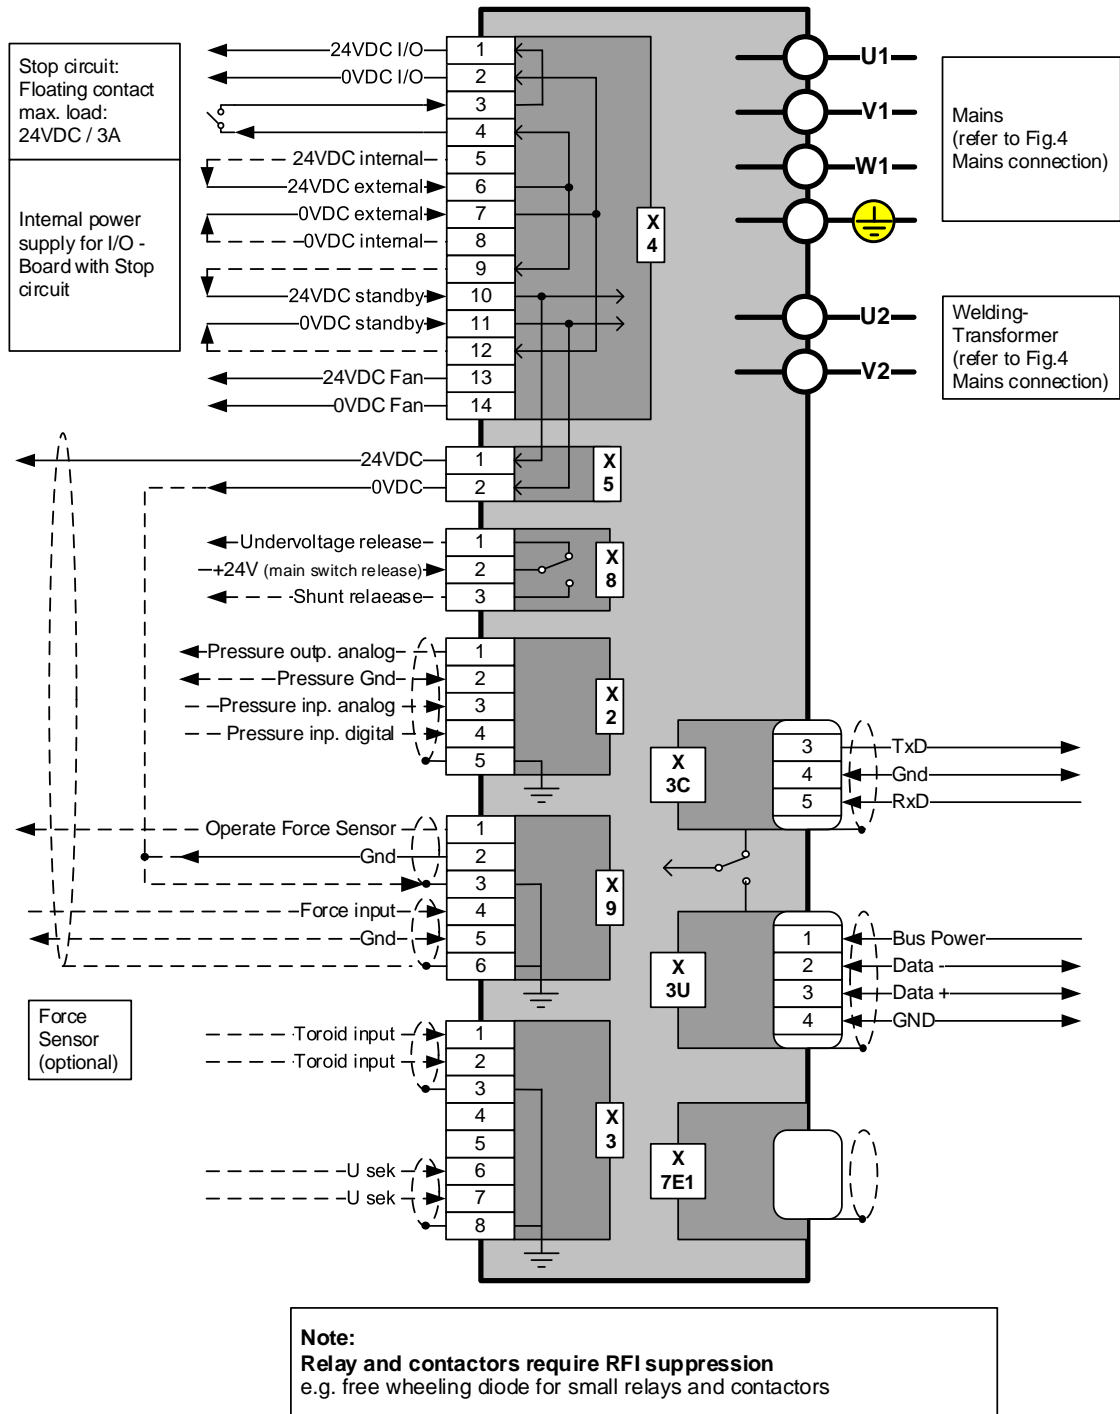 Stop circuit:
Floating contact
max. load:
24VDC / 3A
Internal power
supply for I/O -
Board with Stop
circuit
24VDC I/O 1
0VDC I/O 2
3
4
24VDC internal 5
24VDC external 6
0VDC external 7
0VDC internal 8
9
24VDC standby 10
0VDC standby 11
12
24VDC Fan 13
0VDC Fan 14
X
4
24VDC 1
0VDC 2
X
5
Undervoltage release 1
+24V (main switch release) 2
Shunt relaease 3
X
8
Pressure outp. analog 1
Pressure Gnd 2
Pressure inp. analog 3
Pressure inp. digital 4
5
X
2
Operate Force Sensor 1
Gnd 2
3
Force input 4
Gnd 5
6
X
9
Force
Sensor
(optional)
Toroid input 1
Toroid input 2
3
4
5
U sek 6
U sek 7
8
X
3
U1
V1
W1
Mains
(refer to Fig.4
Mains connection)
U2
V2
Welding-
Transformer
(refer to Fig.4
Mains connection)
X
3C
3 TxD
4 Gnd
5 RxD
X
3U
1 Bus Power
2 Data -
3 Data +
4 GND
X
7E1
Note:
Relay and contactors require RFI suppression
e.g. free wheeling diode for small relays and contactors